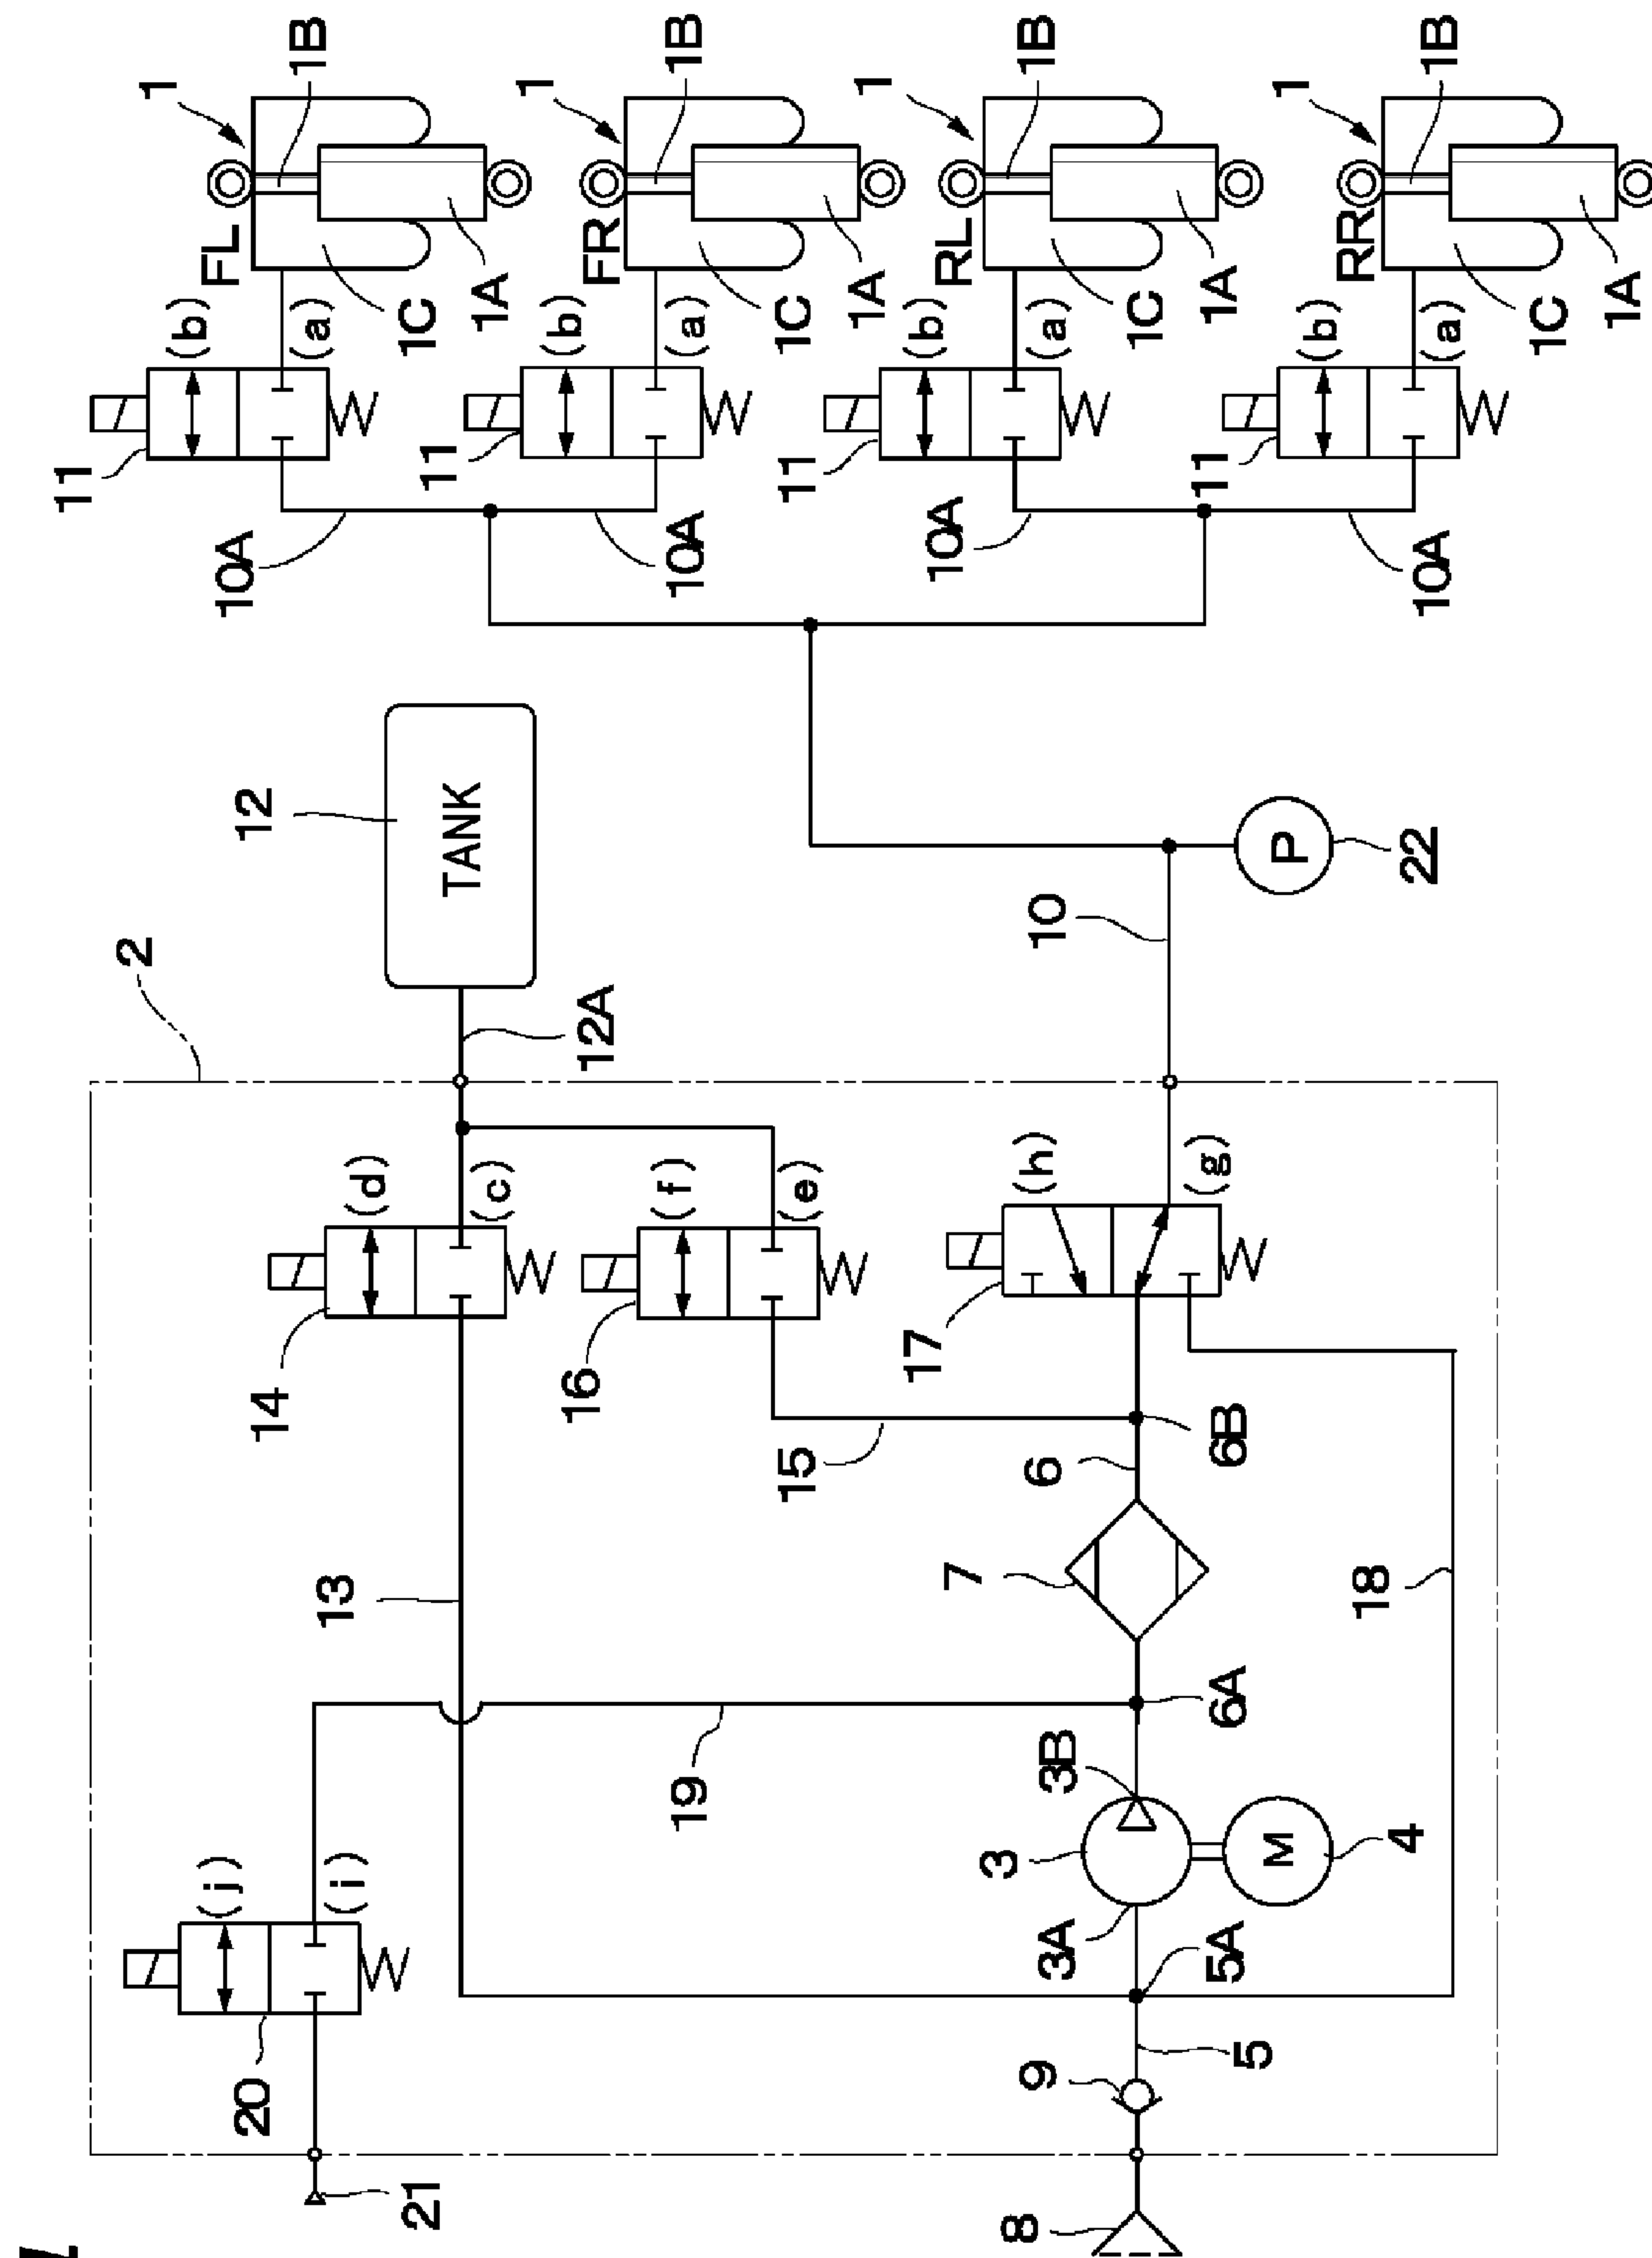 1
1B
FL
1C
1A
(b)
(a)
11
10A
1
1B
FR
1C
1A
(b)
(a)
11
10A
1
1B
RL
1C
1A
(b)
(a)
11
10A
1
1B
RR
1C
1A
(b)
(a)
11
10A
12
TANK
12A
2
10
P
22
(d)
(c)
14
(f)
(e)
16
(h)
(g)
17
15
6
6B
13
7
18
6A
19
3B
3
M
4
3A
5A
(j)
(i)
20
9
5
21
8